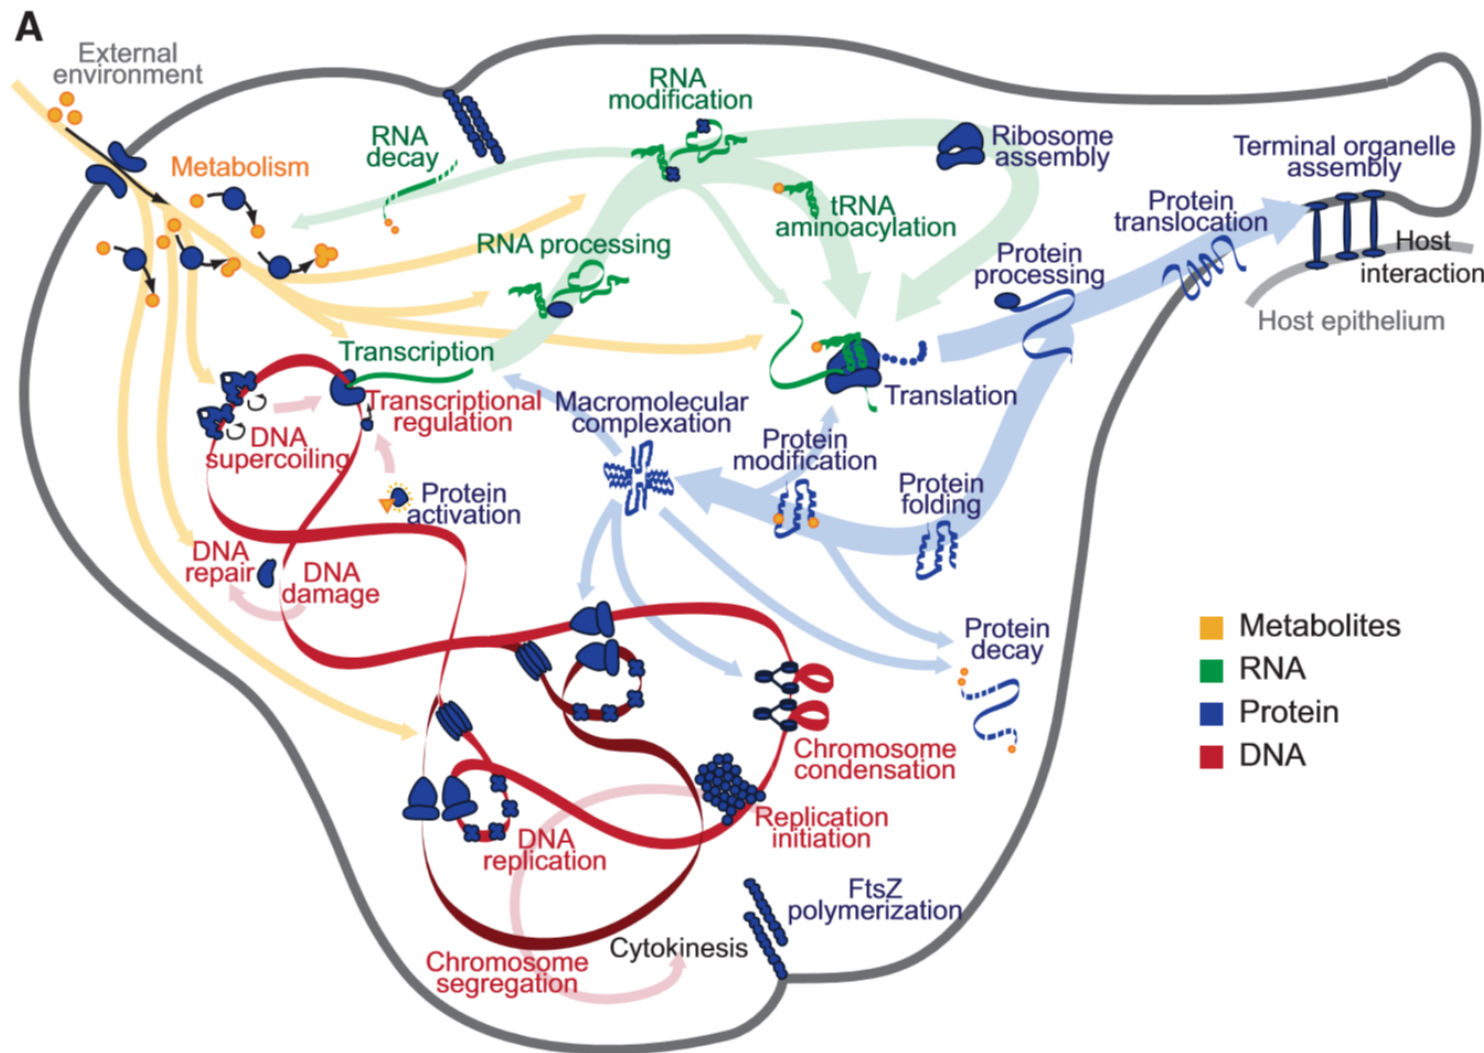 A
External
environment
Metabolism
RNA
decay
RNA
modification
Ribosome
assembly
Terminal organelle
assembly
tRNA
aminoacylation
Protein
translocation
RNA processing
Protein
processing
Host
interaction
Host epithelium
Transcription
Transcriptional
regulation
Macromolecular
complexation
Translation
DNA
supercoiling
Protein
modification
Protein
activation
Protein
folding
DNA
repair
DNA
damage
Protein
decay
Metabolites
RNA
Protein
DNA
Chromosome
condensation
Replication
initiation
DNA
replication
FtsZ
polymerization
Cytokinesis
Chromosome
segregation